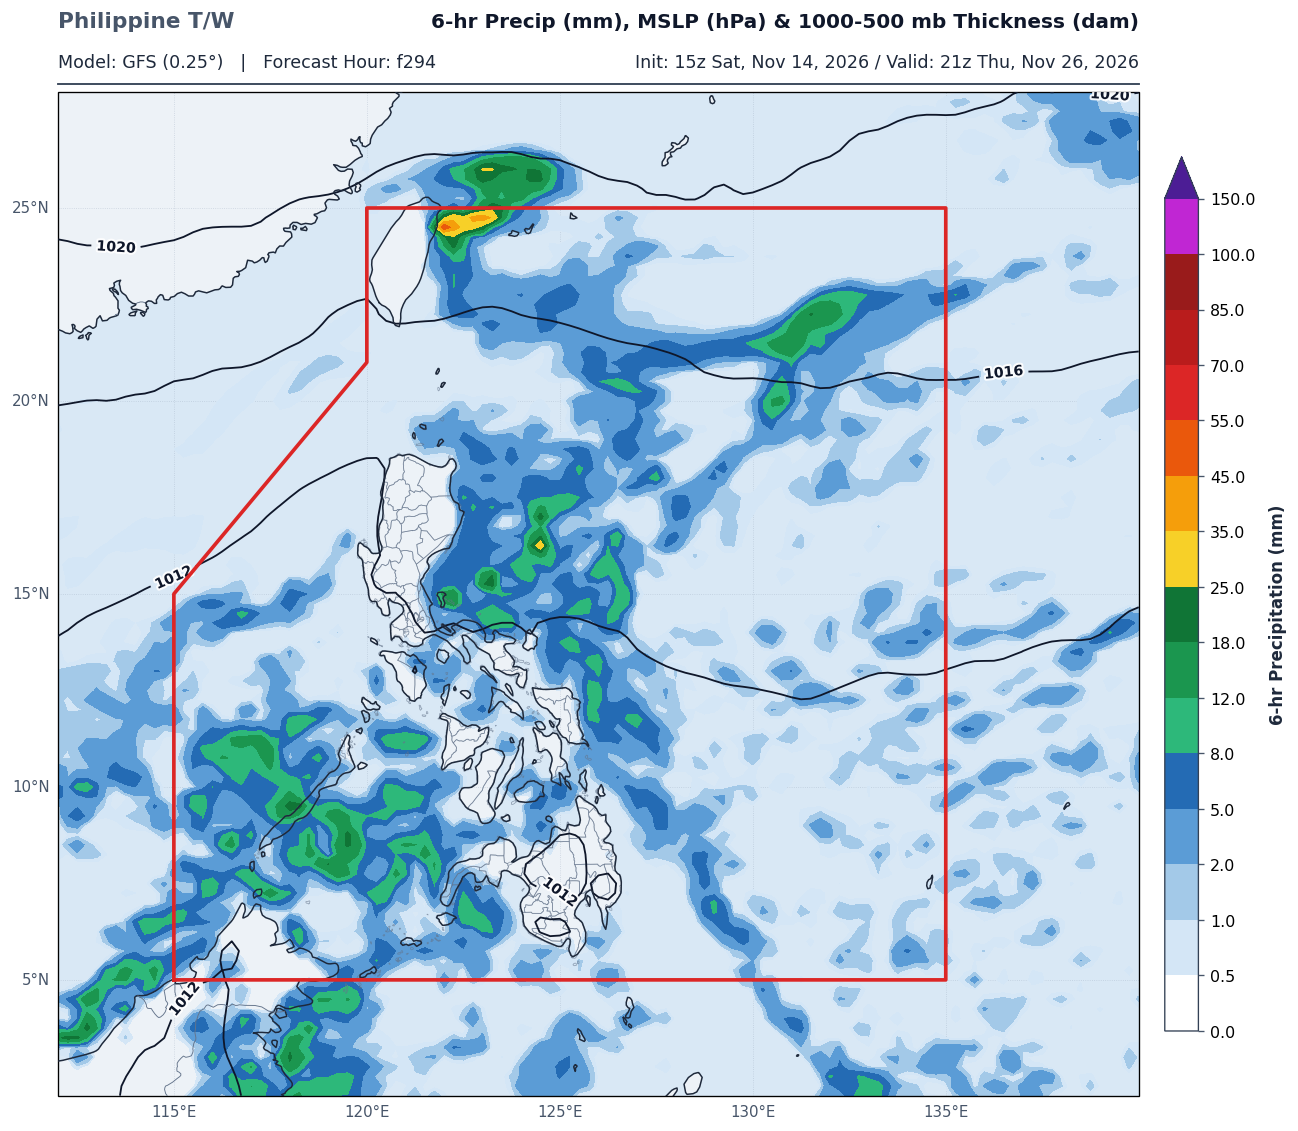 Philippine T/W
6-hr Precip (mm), MSLP (hPa) & 1000-500 mb Thickness (dam)
Model: GFS (0.25°) | Forecast Hour: f294
Init: 15z Sat, Nov 14, 2026 / Valid: 21z Thu, Nov 26, 2026
1020
1020
1016
1012
1012
1012
25°N
20°N
15°N
10°N
5°N
115°E
120°E
125°E
130°E
135°E
150.0
100.0
85.0
70.0
55.0
45.0
35.0
25.0
18.0
12.0
8.0
5.0
2.0
1.0
0.5
0.0
6-hr Precipitation (mm)